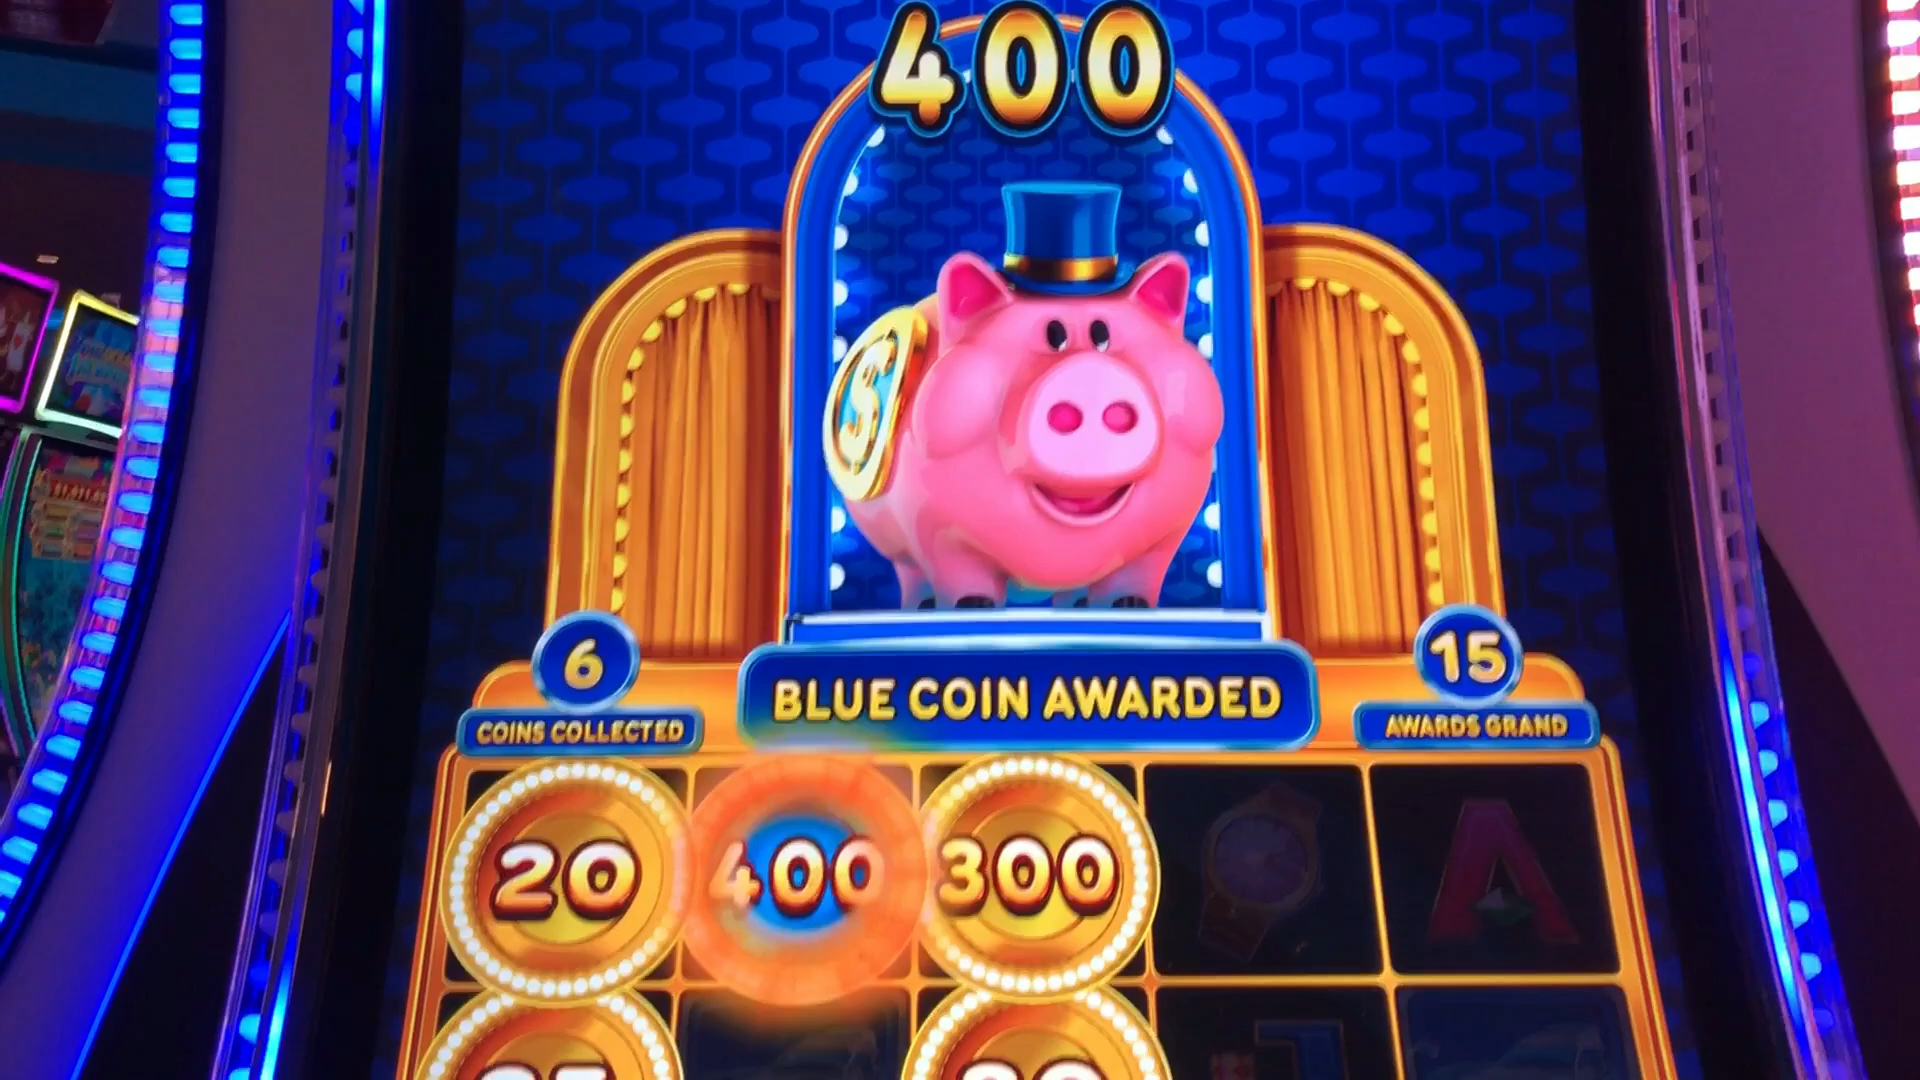 400
6
15
BLUE COIN AWARDED
COINS COLLECTED
AWARDS GRAND
20 400 300
A